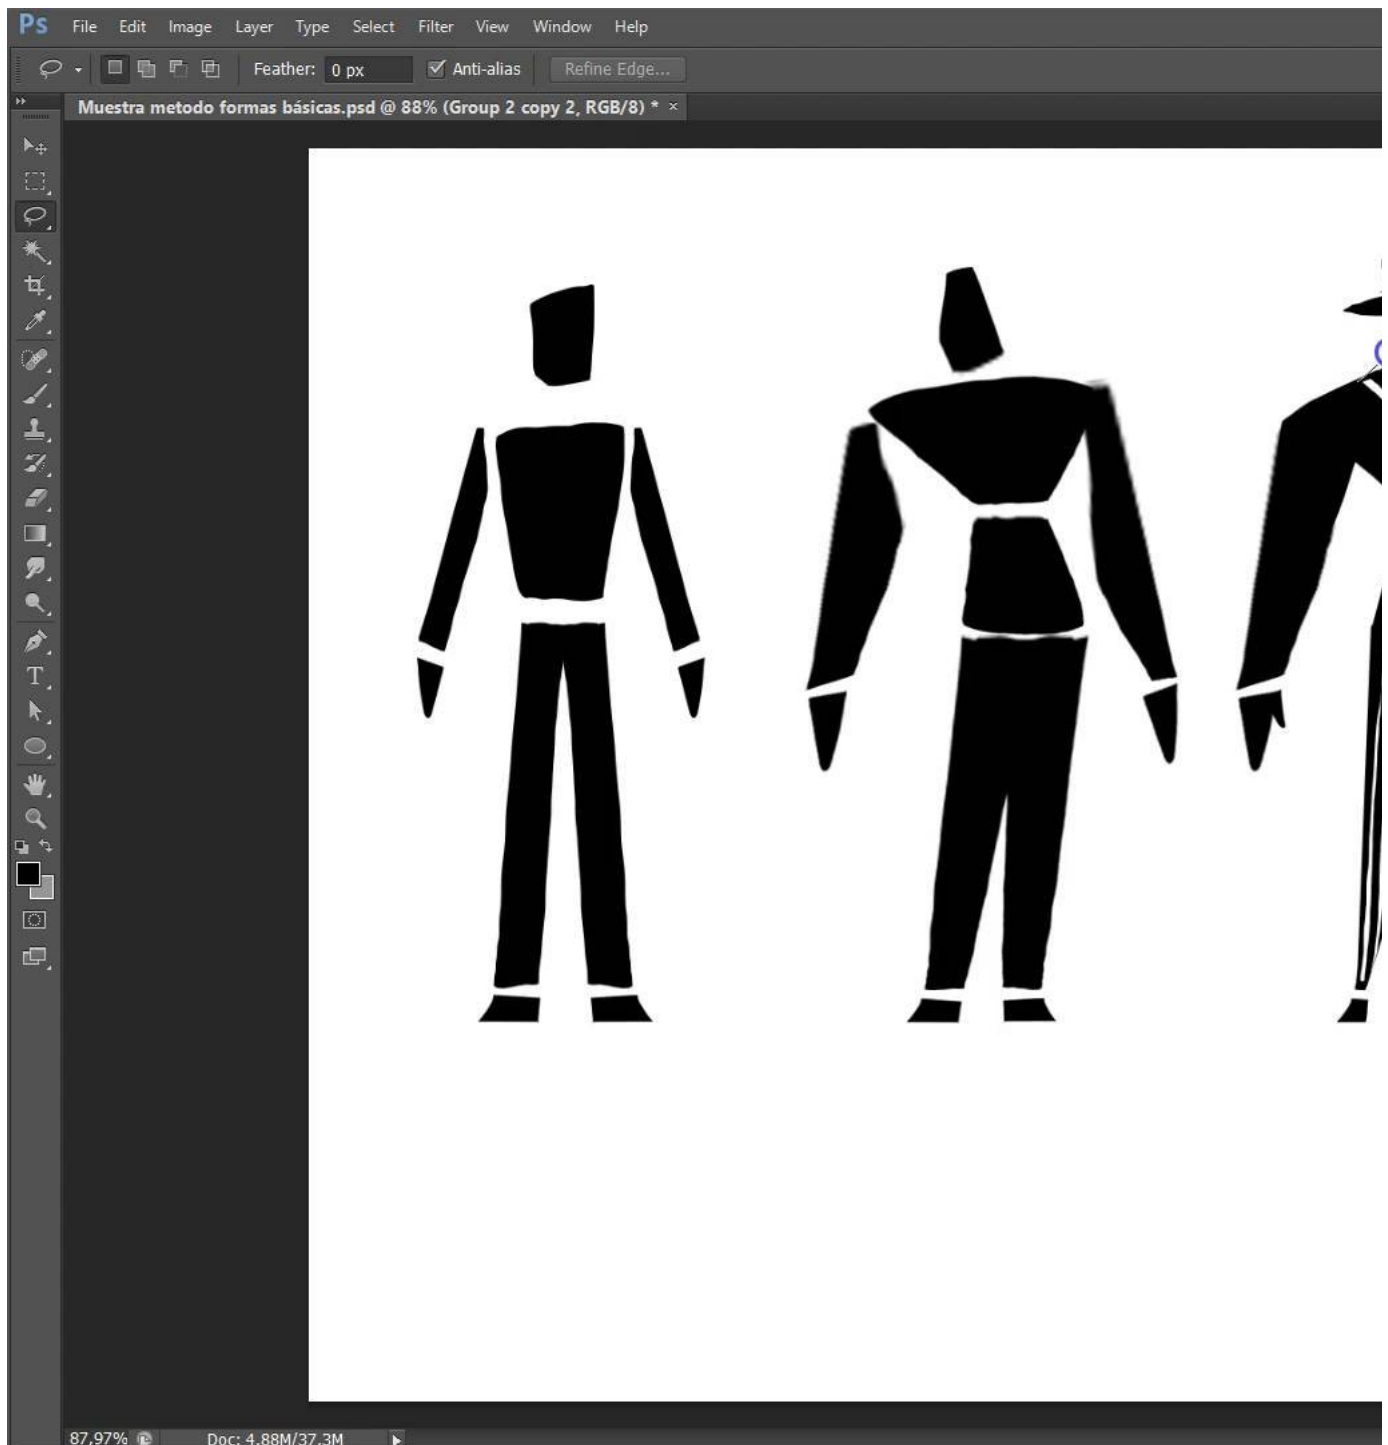 Ps File Edit Image Layer Type Select Filter View Window Help
Feather: 0 px Anti-alias Refine Edge...
Muestra metodo formas básicas.psd @ 88% (Group 2 copy 2, RGB/8) * ×
T
87,97% Doc: 4,88M/37,3M